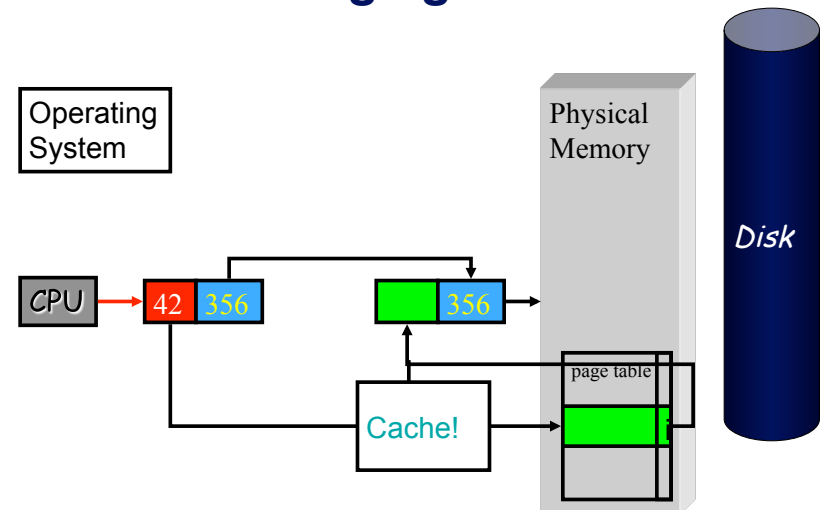 Operating
System
Physical
Memory
Disk
CPU
42 356
356
page table
Cache!
i